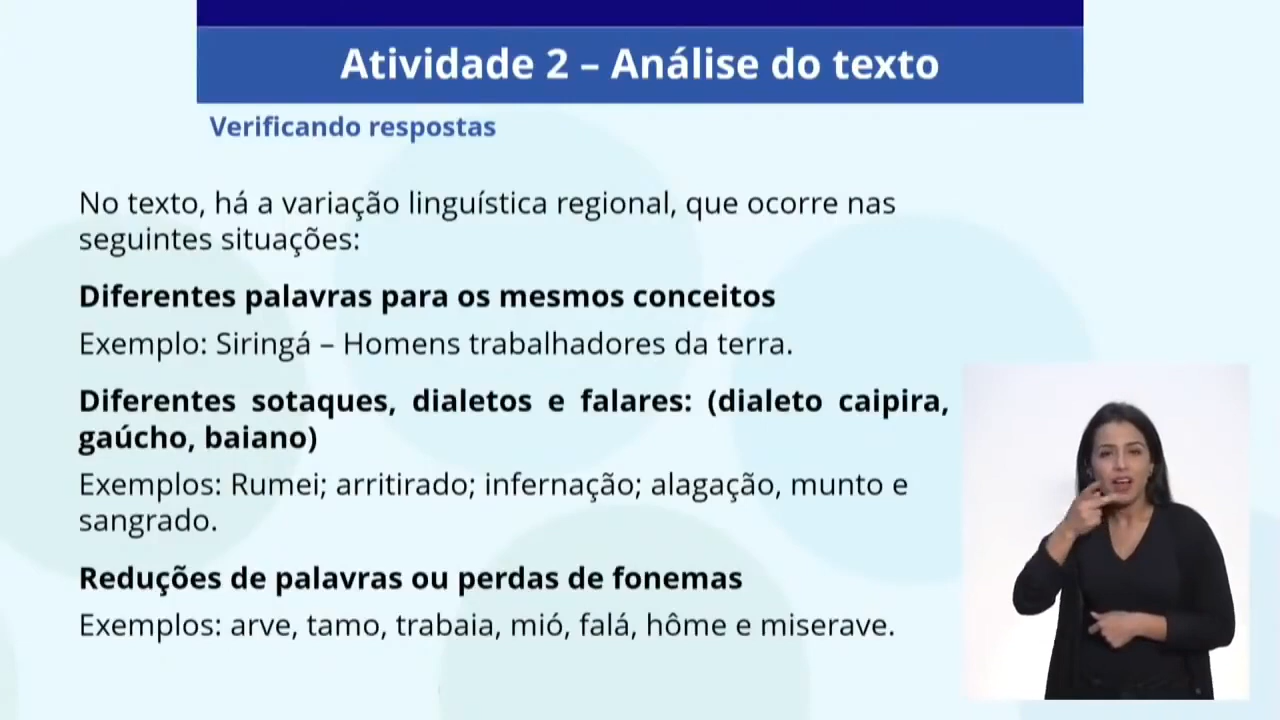 Atividade 2 – Análise do texto
Verificando respostas
No texto, há a variação linguística regional, que ocorre nas
seguintes situações:
Diferentes palavras para os mesmos conceitos
Exemplo: Siringá – Homens trabalhadores da terra.
Diferentes sotaques, dialetos e falares: (dialeto caipira,
gaúcho, baiano)
Exemplos: Rumei; arritirado; infernação; alagação, munto e
sangrado.
Reduções de palavras ou perdas de fonemas
Exemplos: arve, tamo, trabaia, mió, falá, hôme e miserave.